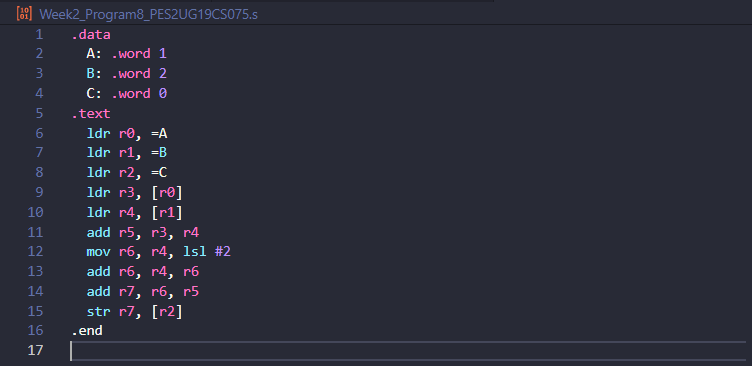 Week2_Program8_PES2UG19CS075.s
1 .data
2 A: .word 1
3 B: .word 2
4 C: .word 0
5 .text
6 ldr r0, =A
7 ldr r1, =B
8 ldr r2, =C
9 ldr r3, [r0]
10 ldr r4, [r1]
11 add r5, r3, r4
12 mov r6, r4, lsl #2
13 add r6, r4, r6
14 add r7, r6, r5
15 str r7, [r2]
16 .end
17